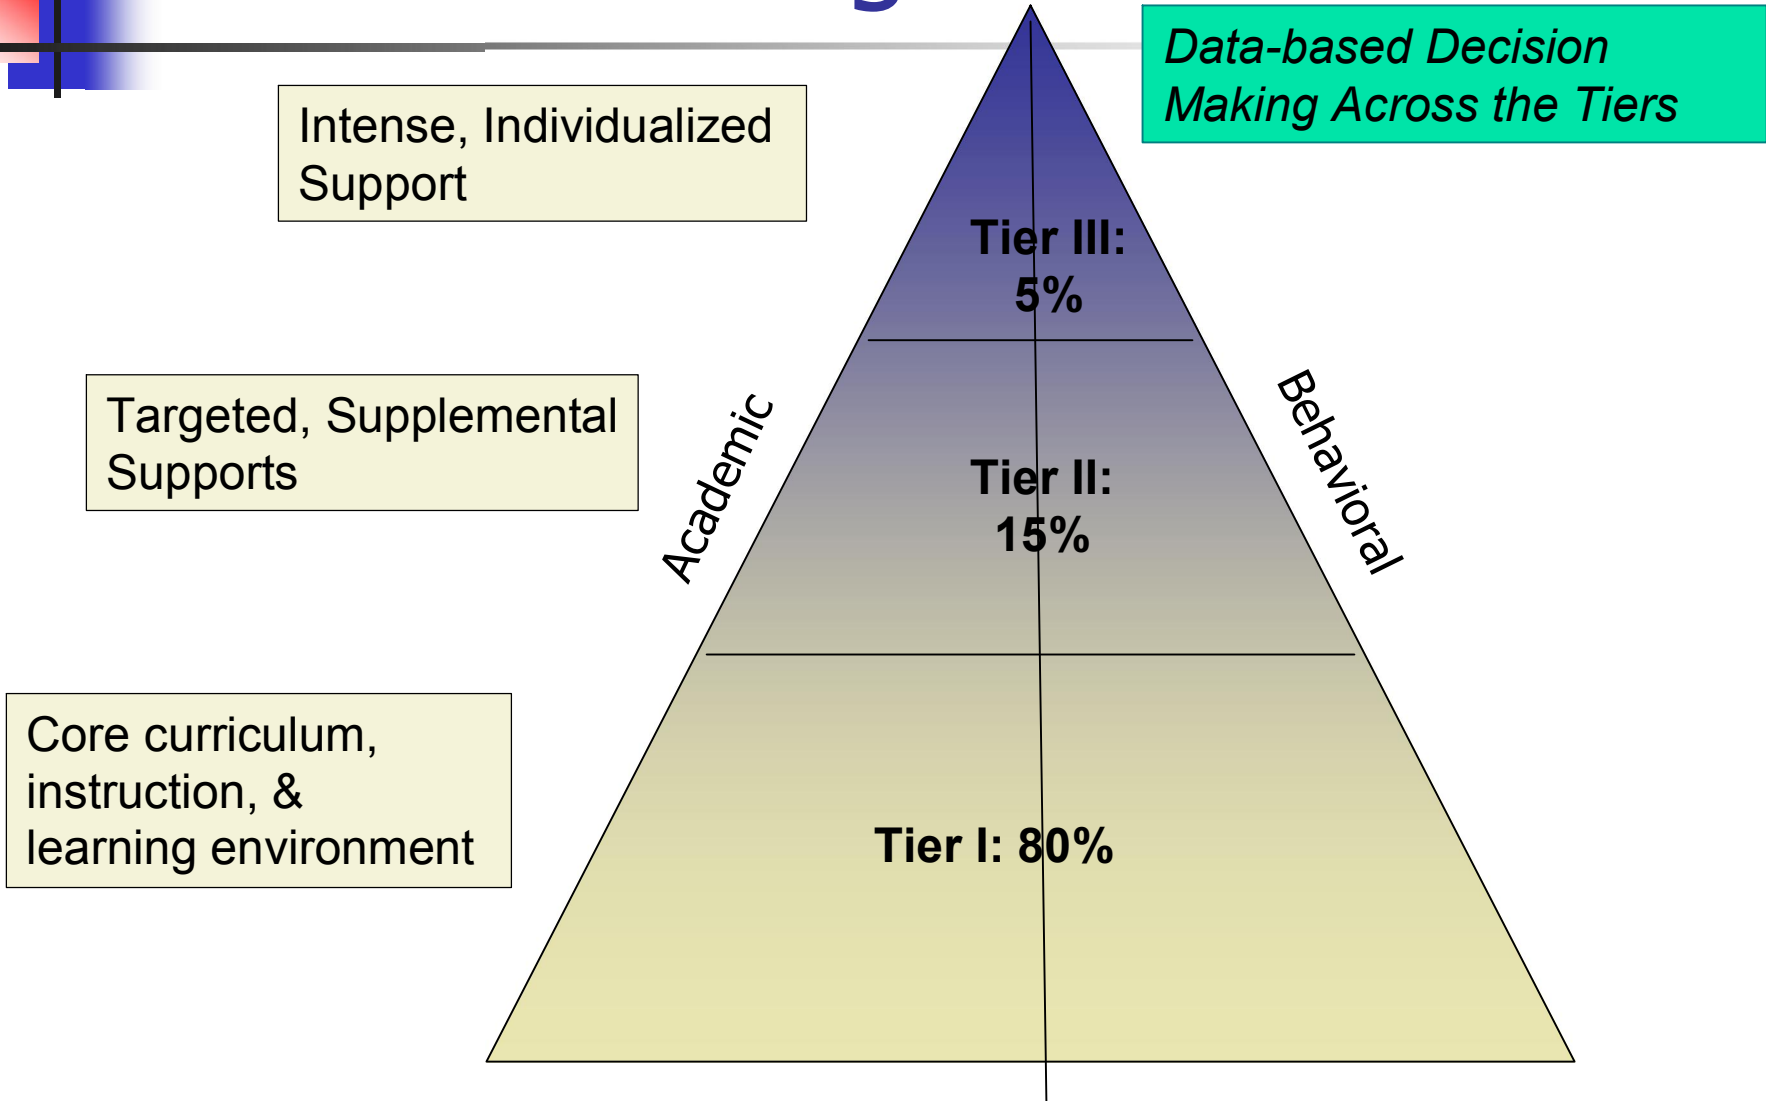 Data-based Decision
Making Across the Tiers
Intense, Individualized
Support
Tier III:
5%
Targeted, Supplemental
Supports
Academic
Behavioral
Tier II:
15%
Core curriculum,
instruction, &
learning environment
Tier I: 80%